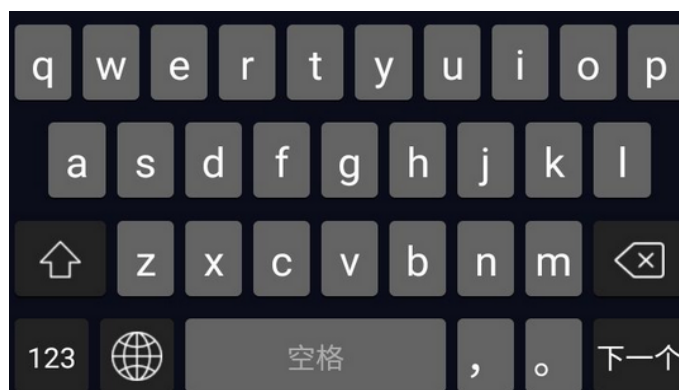 q w e r t y u i o p
a s d f g h j k l
z x c v b n m
123 空格 ， 。 下一个